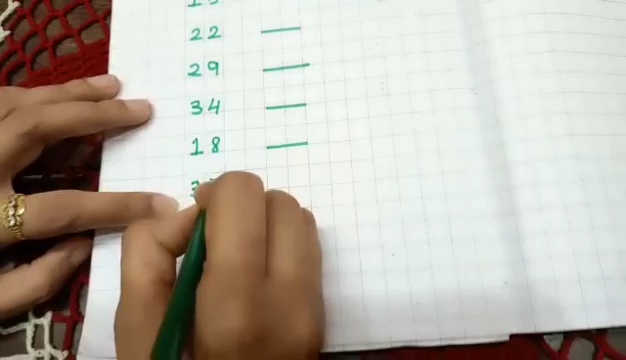 22 —
29 —
34 —
18 —